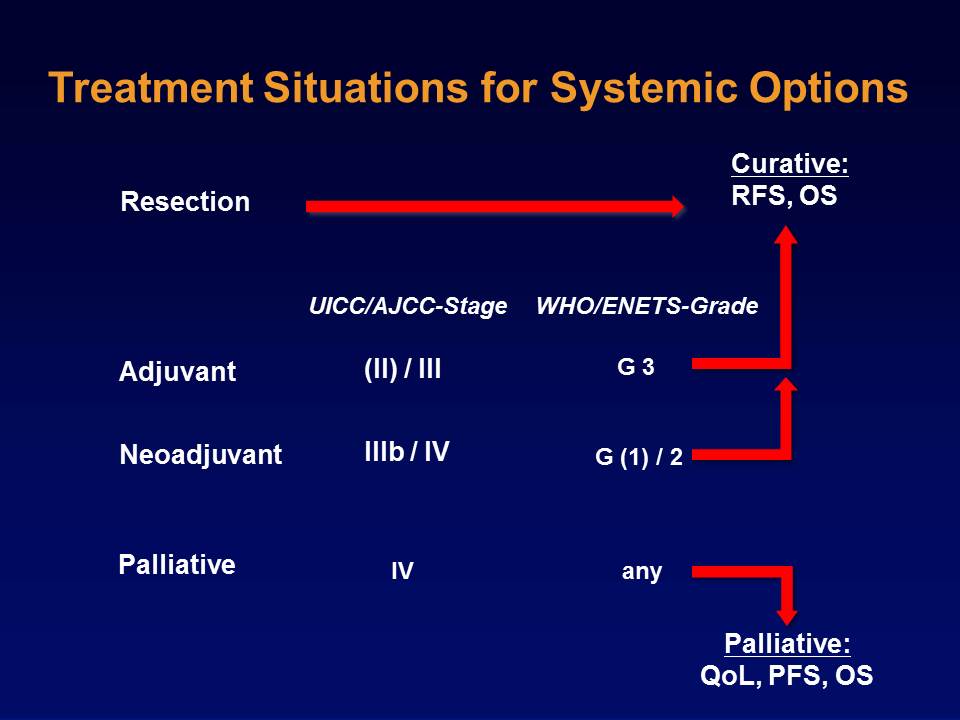 Treatment Situations for Systemic Options
Curative:
RFS, OS
Resection
UICC/AJCC-Stage WHO/ENETS-Grade
Adjuvant (II) / III G 3
Neoadjuvant IIIb / IV G (1) / 2
Palliative IV any
Palliative:
QoL, PFS, OS